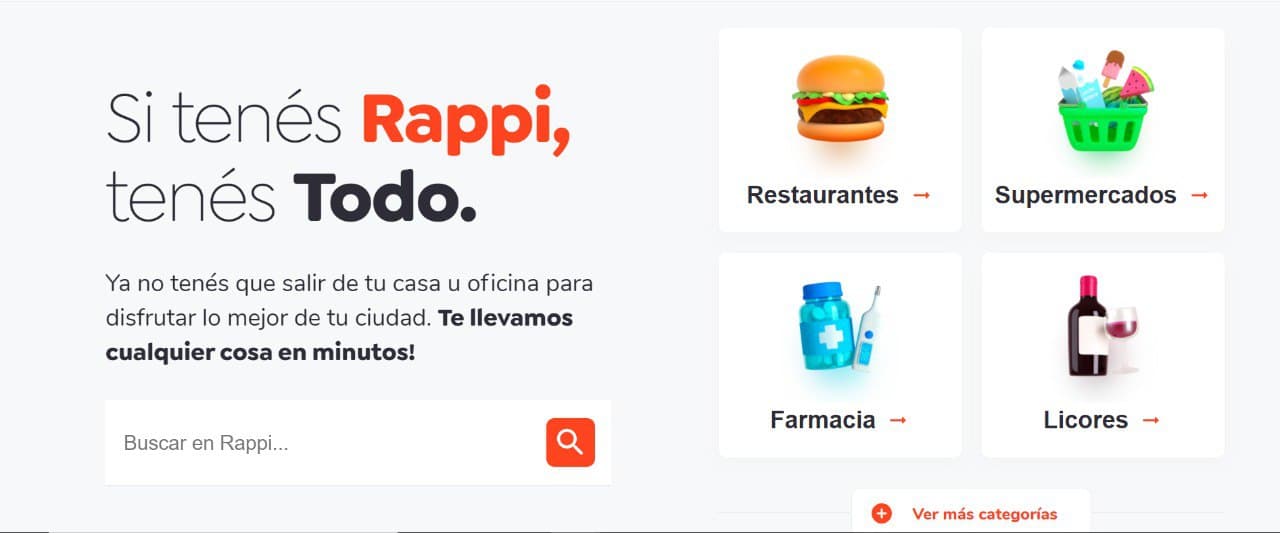 Si tenés Rappi,
tenés Todo.
Ya no tenés que salir de tu casa u oficina para
disfrutar lo mejor de tu ciudad. Te llevamos
cualquier cosa en minutos!
Buscar en Rappi...
Restaurantes →
Supermercados →
Farmacia →
Licores →
Ver más categorías